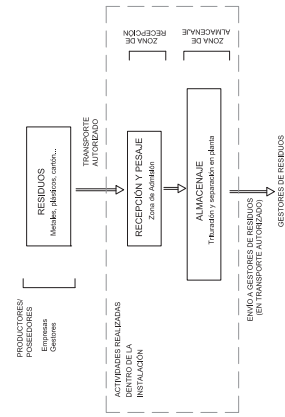 PRODUCTORES/
POSEEDORES
Empresas
Gestores
RESIDUOS
Metales, plasticos, cartón...
TRANSPORTE
AUTORIZADO
ACTIVIDADES REALIZADAS
DENTRO DE LA
INSTALACIÓN
RECEPCIÓN Y PESAJE
Zona de Admisión
ZONA DE
RECEPCIÓN
ALMACENAJE
Trituración y separación en planta
ZONA DE
ALMACENAJE
ENVÍO A GESTORES DE RESIDUOS
(EN TRANSPORTE AUTORIZADO)
GESTORES DE RESIDUOS